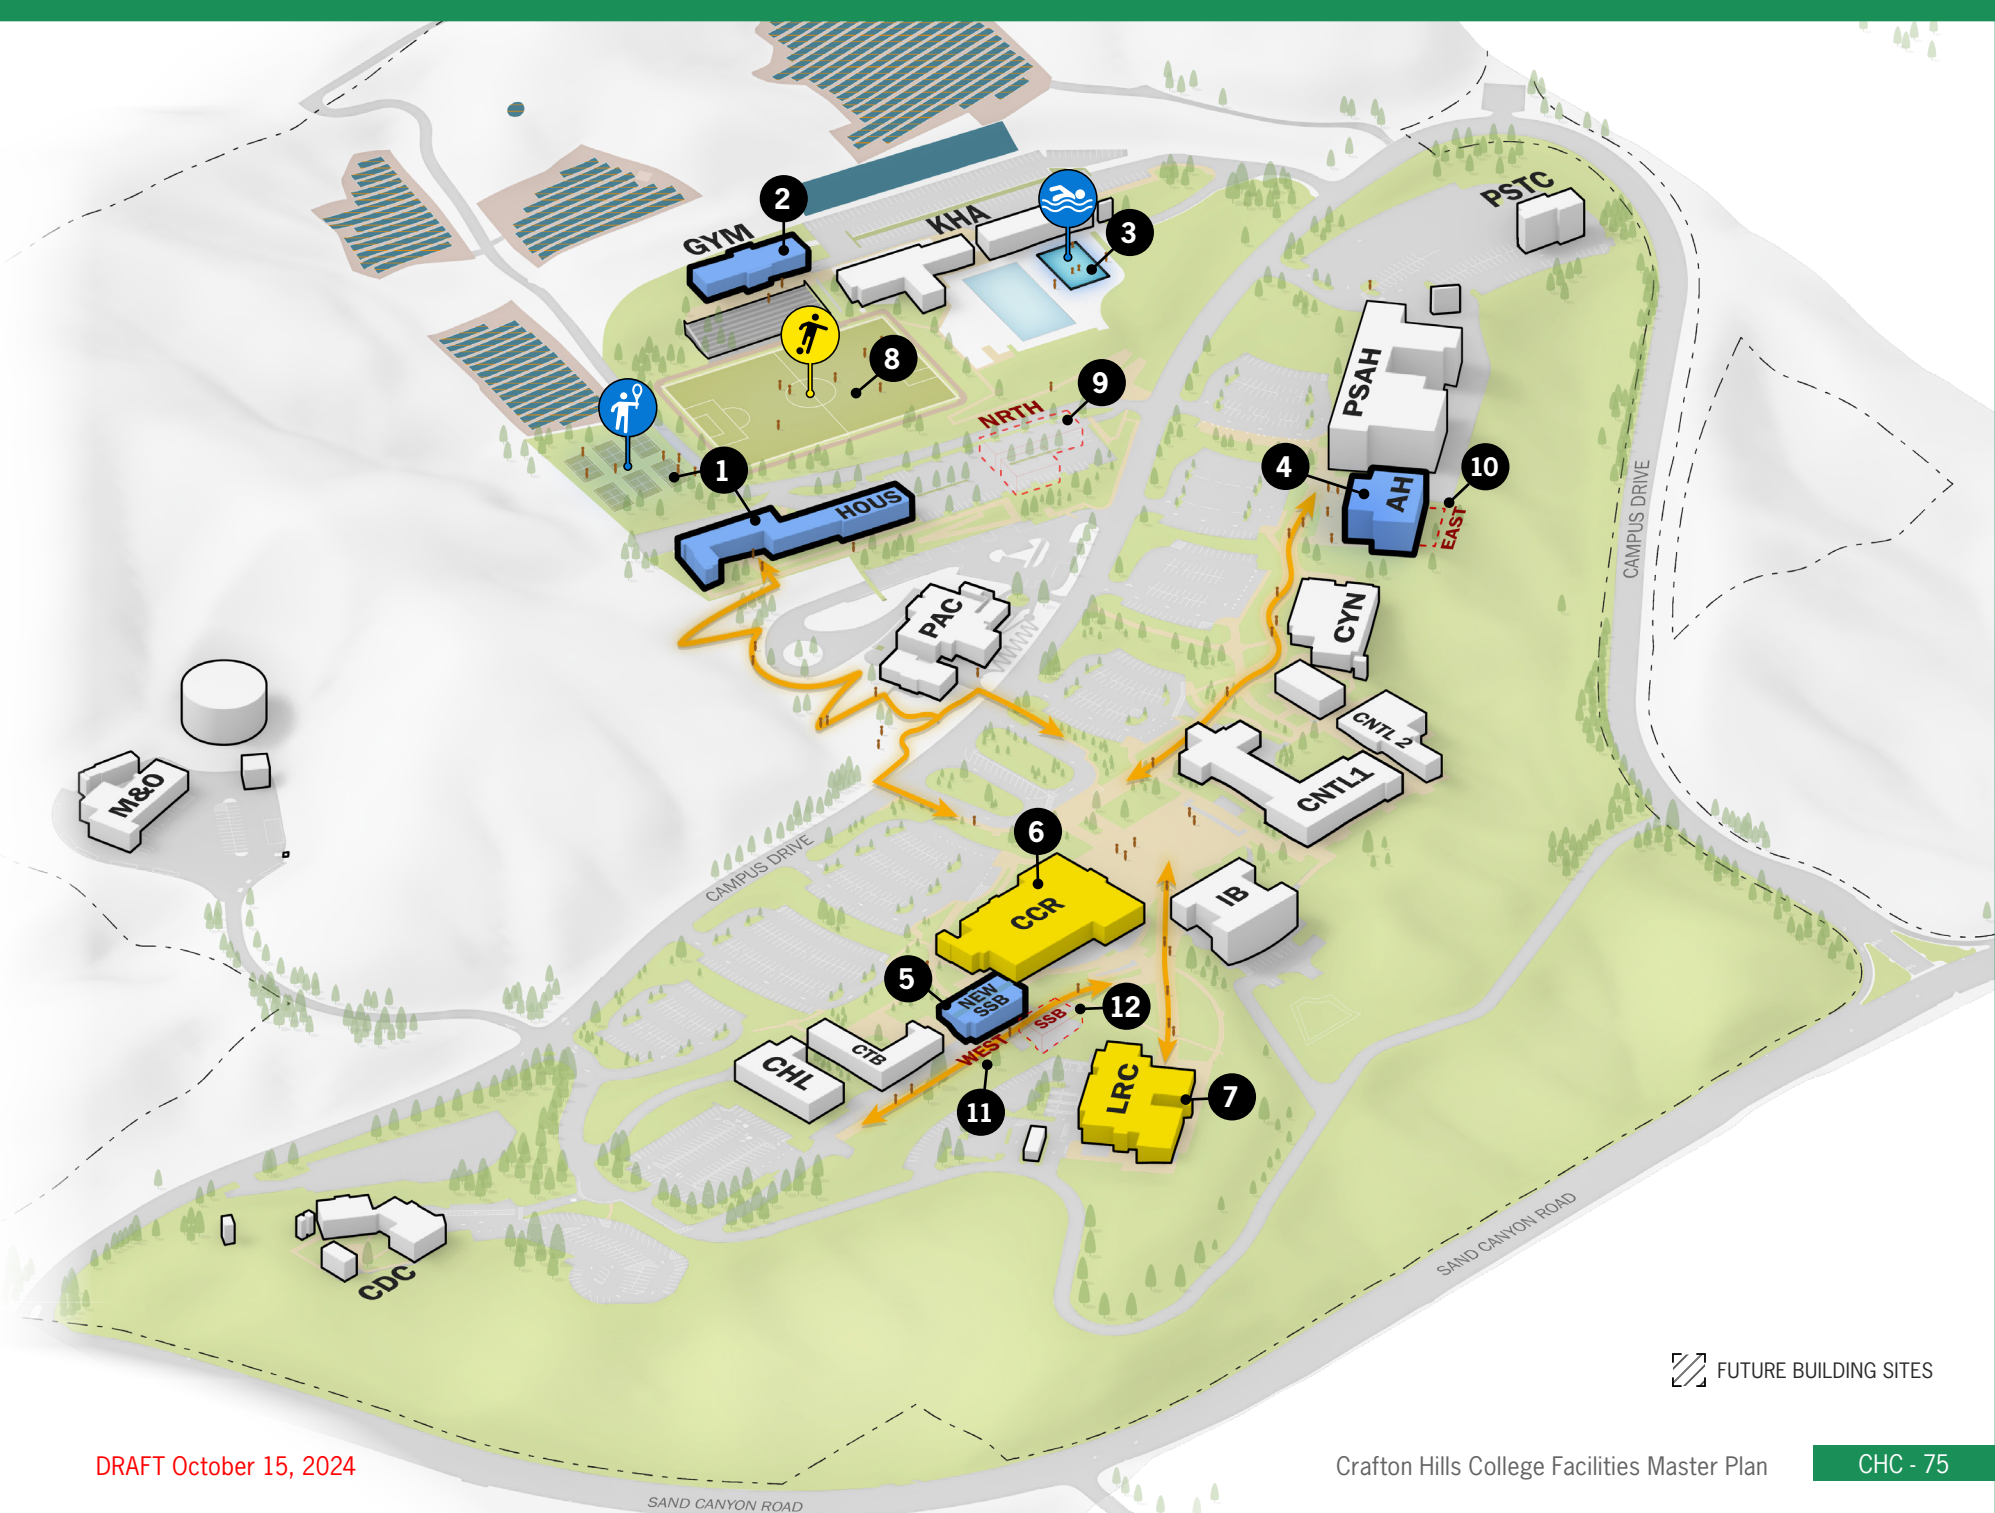 PSTC
2
KHA
3
GYM
8
PSAH
9
NRTH
4
10
1
HOUS
AH
EAST
CAMPUS DRIVE
PAC
CYN
CNTL 2
CNTL1
M&O
6
CAMPUS DRIVE
CCR
IB
5
NEW
SSB
12
SSB
WEST
CTB
CHL
LRC
7
11
CDC
SAND CANYON ROAD
FUTURE BUILDING SITES
DRAFT October 15, 2024
Crafton Hills College Facilities Master Plan
CHC - 75
SAND CANYON ROAD